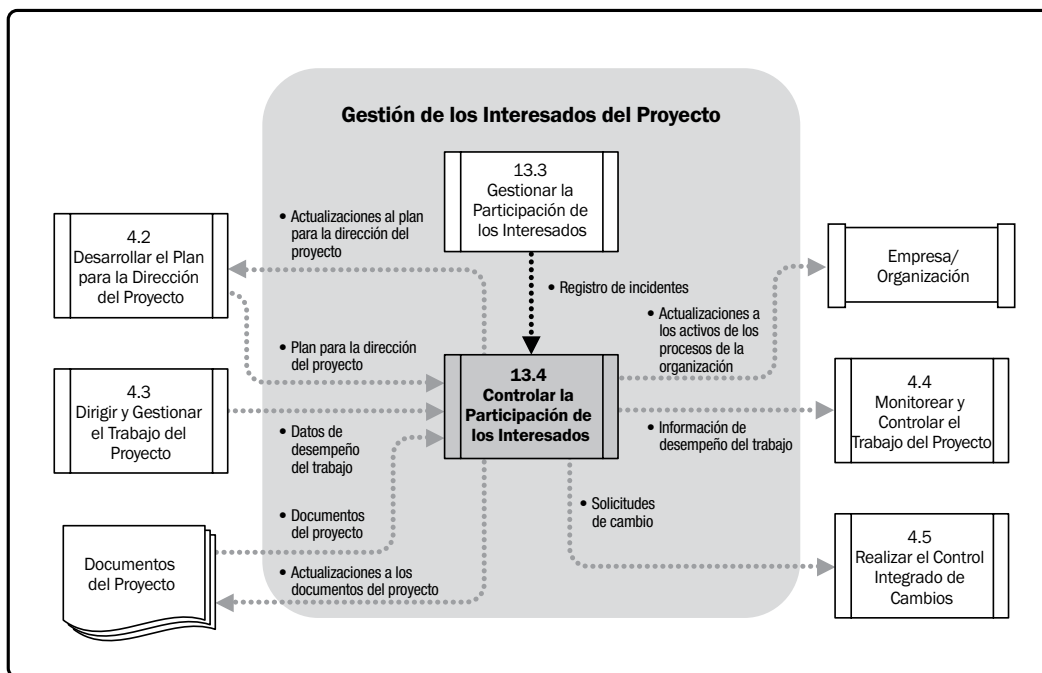 Gestión de los Interesados del Proyecto
13.3
Gestionar la
Participación de
los Interesados
4.2
Desarrollar el Plan
para la Dirección
del Proyecto
• Actualizaciones al plan
para la dirección del
proyecto
Empresa/
Organización
• Registro de incidentes
• Actualizaciones a
los activos de los
procesos de la
organización
• Plan para la dirección
del proyecto
13.4
Controlar la
Participación de
los Interesados
4.3
Dirigir y Gestionar
el Trabajo del
Proyecto
4.4
Monitorear y
Controlar el
Trabajo del Proyecto
• Datos de
desempeño
del trabajo
• Información de
desempeño del trabajo
• Solicitudes
de cambio
• Documentos
del proyecto
Documentos
del Proyecto
• Actualizaciones a los
documentos del proyecto
4.5
Realizar el Control
Integrado de
Cambios